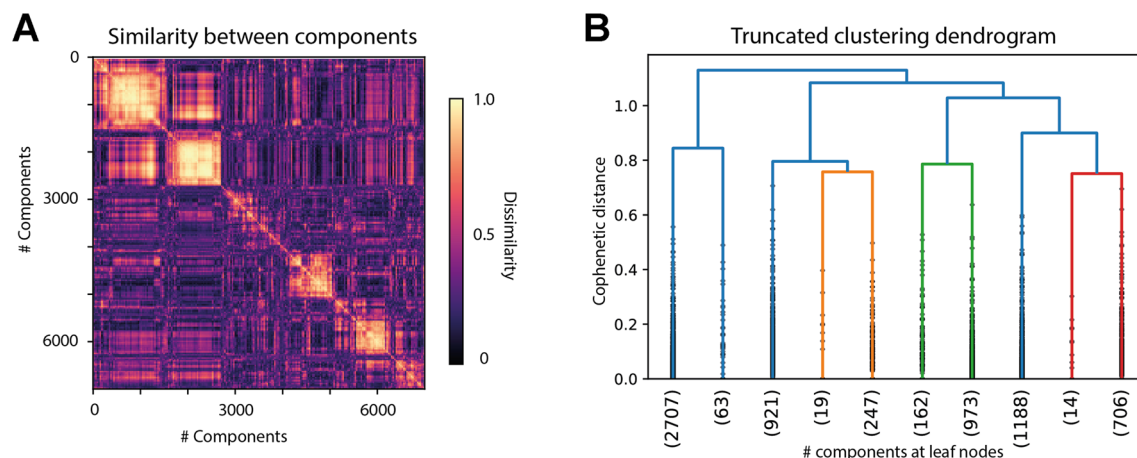 A
Similarity between components
0
3000
6000
# Components
0
3000
6000
# Components
1.0
0.5
0
Dissimilarity
B
Truncated clustering dendrogram
Cophenetic distance
1.0
0.8
0.6
0.4
0.2
0.0
(2707)
(63)
(921)
(19)
(247)
(162)
(973)
(1188)
(14)
(706)
# components at leaf nodes